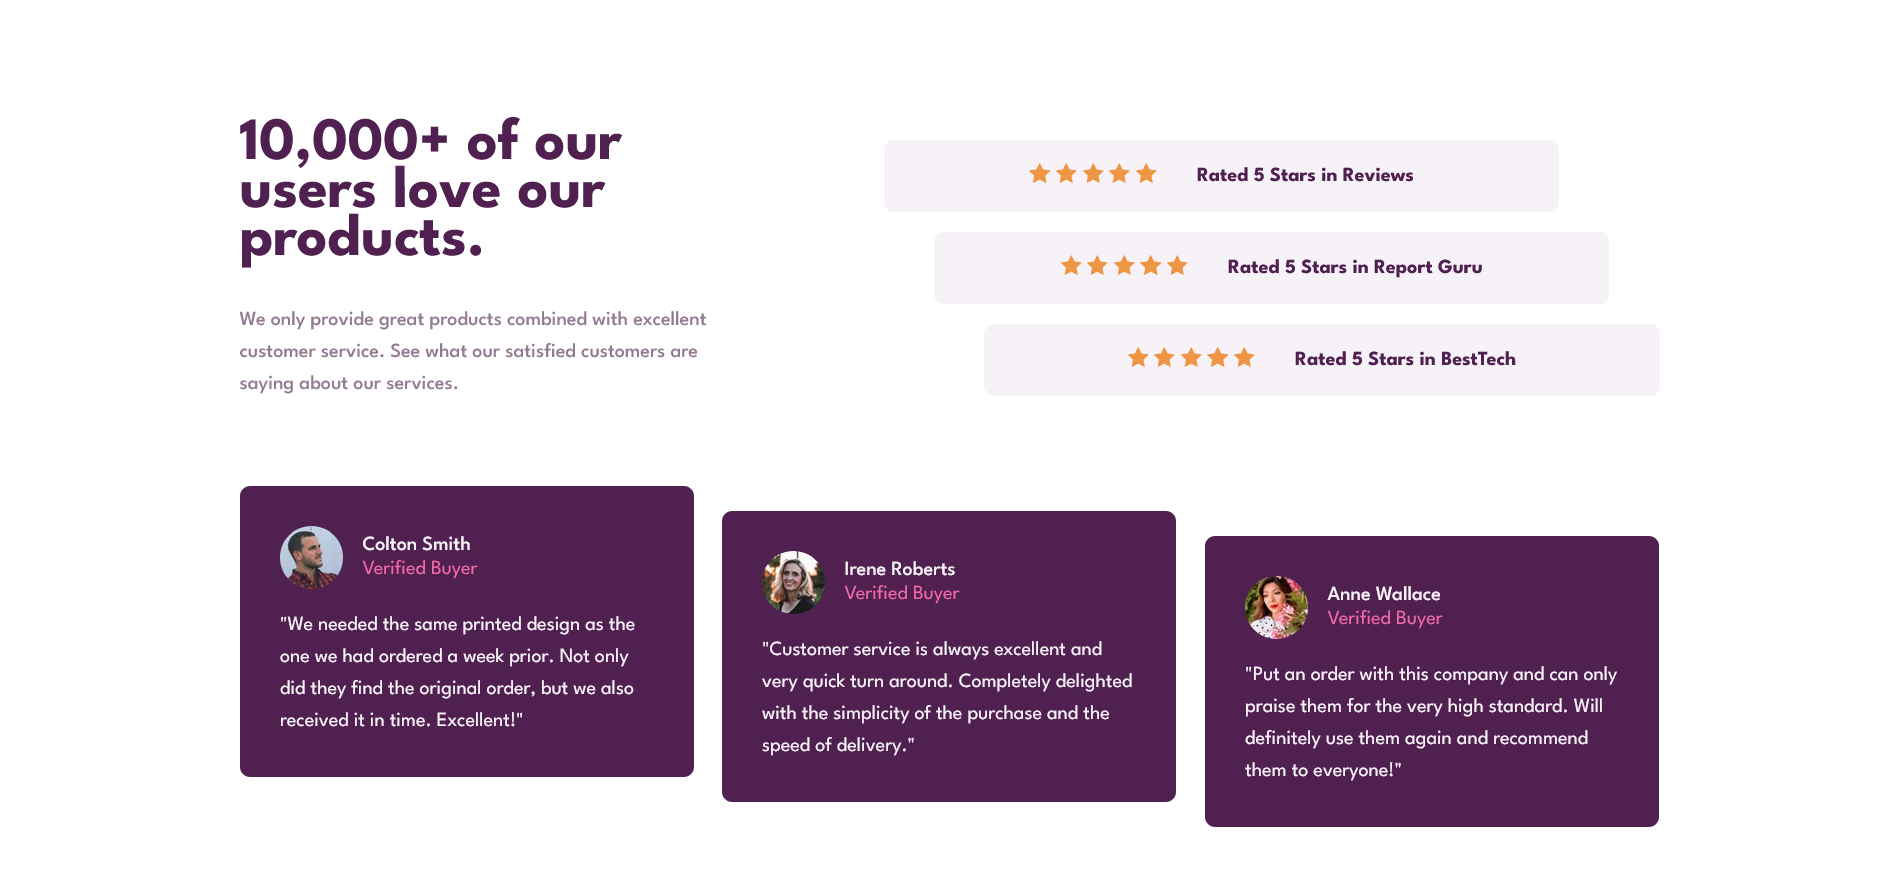 10,000+ of our
users love our
products.
We only provide great products combined with excellent
customer service. See what our satisfied customers are
saying about our services.
Rated 5 Stars in Reviews
Rated 5 Stars in Report Guru
Rated 5 Stars in BestTech
Colton Smith
Verified Buyer
"We needed the same printed design as the
one we had ordered a week prior. Not only
did they find the original order, but we also
received it in time. Excellent!"
Irene Roberts
Verified Buyer
"Customer service is always excellent and
very quick turn around. Completely delighted
with the simplicity of the purchase and the
speed of delivery."
Anne Wallace
Verified Buyer
"Put an order with this company and can only
praise them for the very high standard. Will
definitely use them again and recommend
them to everyone!"